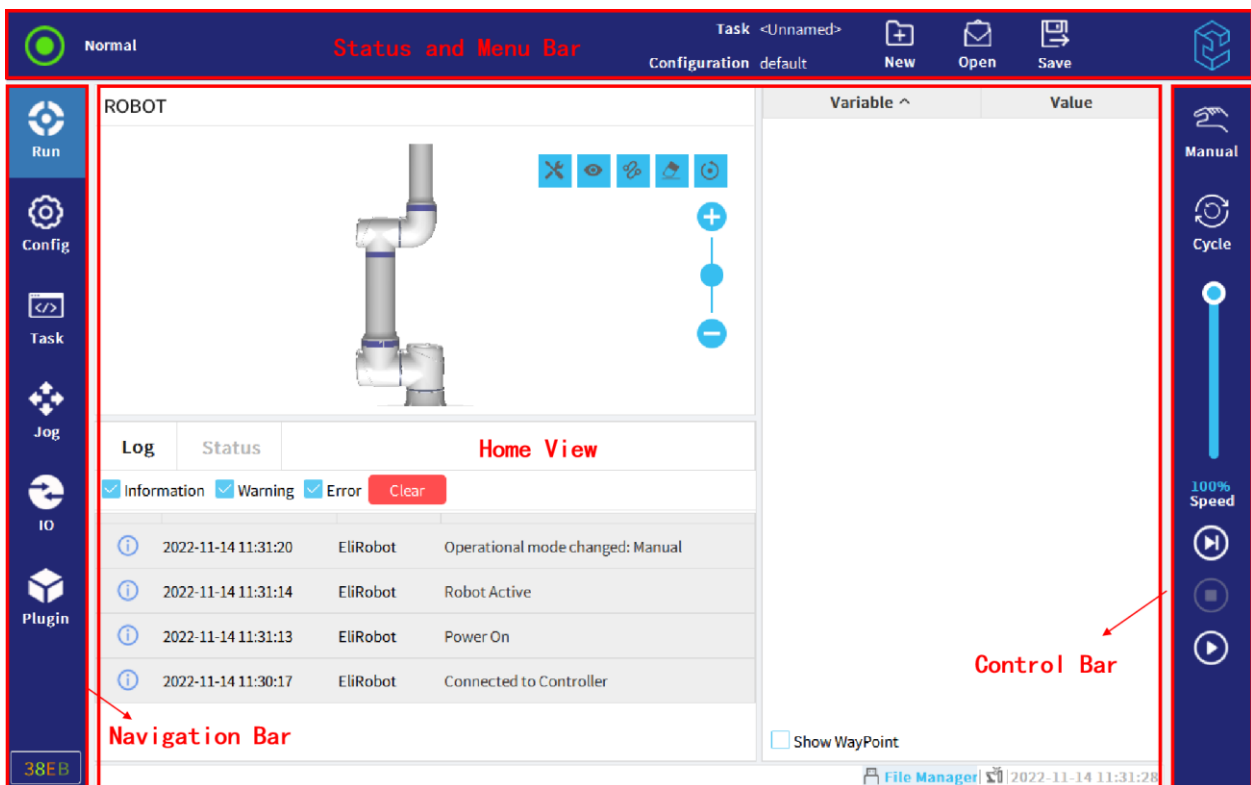 Normal
Status and Menu Bar
Task <Unnamed>
Configuration default
New
Open
Save
Run
Config
Task
Jog
IO
Plugin
38EB
ROBOT
Log
Status
Home View
Information
Warning
Error
Clear
2022-11-14 11:31:20 EliRobot Operational mode changed: Manual
2022-11-14 11:31:14 EliRobot Robot Active
2022-11-14 11:31:13 EliRobot Power On
2022-11-14 11:30:17 EliRobot Connected to Controller
Navigation Bar
Variable
Value
Control Bar
Show WayPoint
File Manager
2022-11-14 11:31:28
Manual
Cycle
100%
Speed